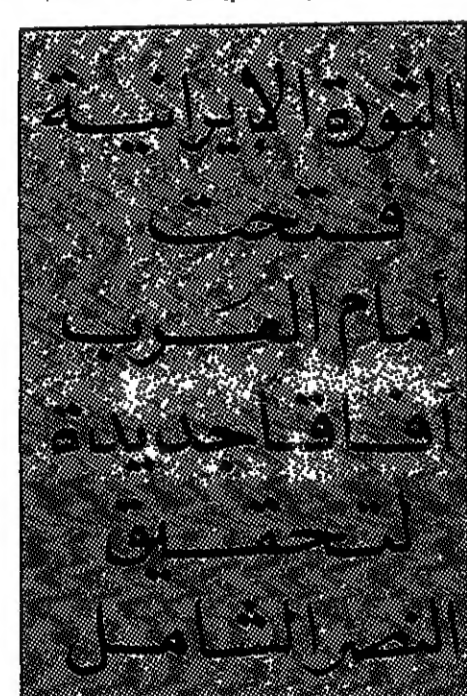 الثورة الإيرانية
فتحت
أمام العرب
آفاقاً جديدة
لتحقيق
النصر الشامل